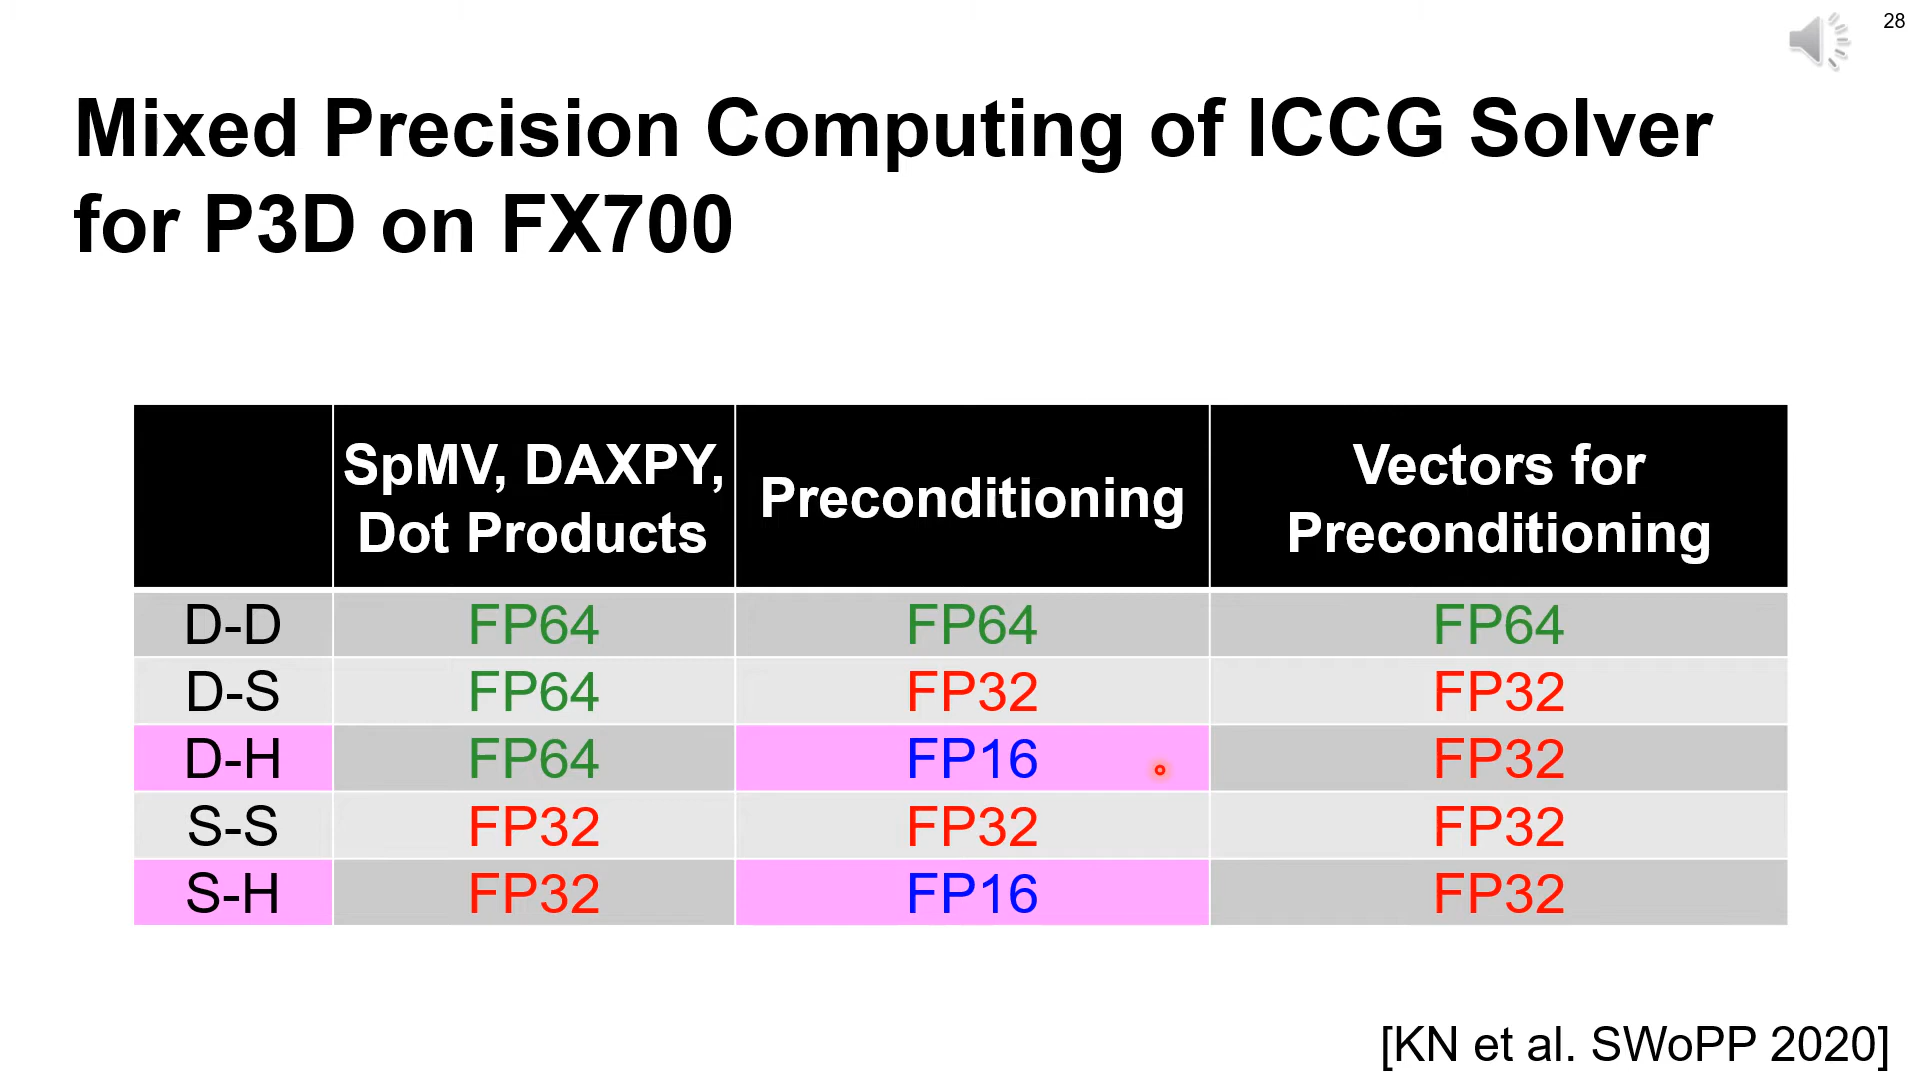 28
Mixed Precision Computing of ICCG Solver
for P3D on FX700
SpMV, DAXPY,
Dot Products
Preconditioning
Vectors for
Preconditioning
D-D FP64 FP64 FP64
D-S FP64 FP32 FP32
D-H FP64 FP16 FP32
S-S FP32 FP32 FP32
S-H FP32 FP16 FP32
[KN et al. SWoPP 2020]